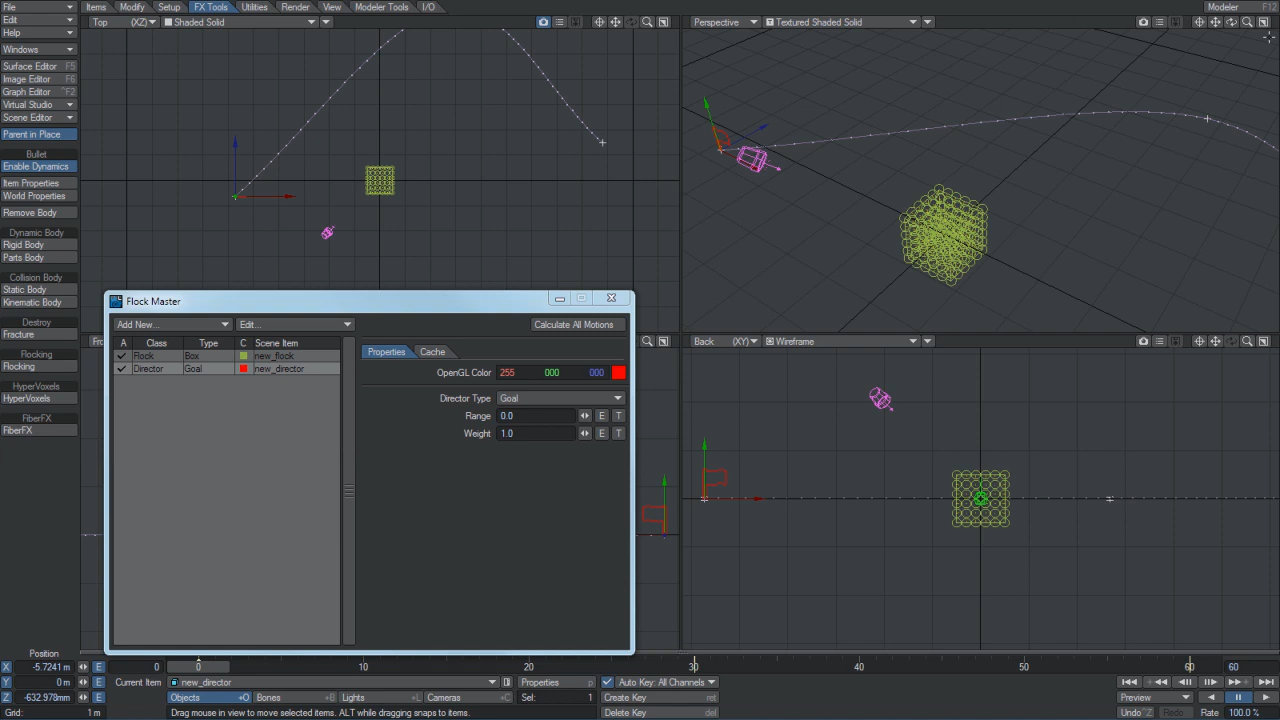 File
Edit
Help
Windows
Surface Editor F5
Image Editor F6
Graph Editor ^F2
Virtual Studio
Scene Editor
Parent in Place
Bullet
Enable Dynamics
Item Properties
World Properties
Remove Body
Dynamic Body
Rigid Body
Parts Body
Collision Body
Static Body
Kinematic Body
Destroy
Fracture
Flocking
Flocking
HyperVoxels
HyperVoxels
FiberFX
FiberFX
Items Modify Setup FX Tools Utilities Render View Modeler Tools I/O Modeler F12
Top (XZ) Shaded Solid
Perspective Textured Shaded Solid
Back (XY) Wireframe
Flock Master
Add New... Edit... Calculate All Motions
A Class Type C Scene Item
Flock Box new_flock
Director Goal new_director
Properties Cache
OpenGL Color 255 000 000
Director Type Goal
Range 0.0 E T
Weight 1.0 E T
Position
X -5.7241 m E
Y 0 m E
Z -632.978mm E
Grid: 1 m
0 0 10 20 30 40 50 60 60
Current Item new_director Properties p Auto Key: All Channels
Objects +O Bones +B Lights +L Cameras +C Sel: 1 Create Key ret
Drag mouse in view to move selected items. ALT while dragging snaps to items. Delete Key del
Preview
Undo ^Z Redo Rate 100.0 %